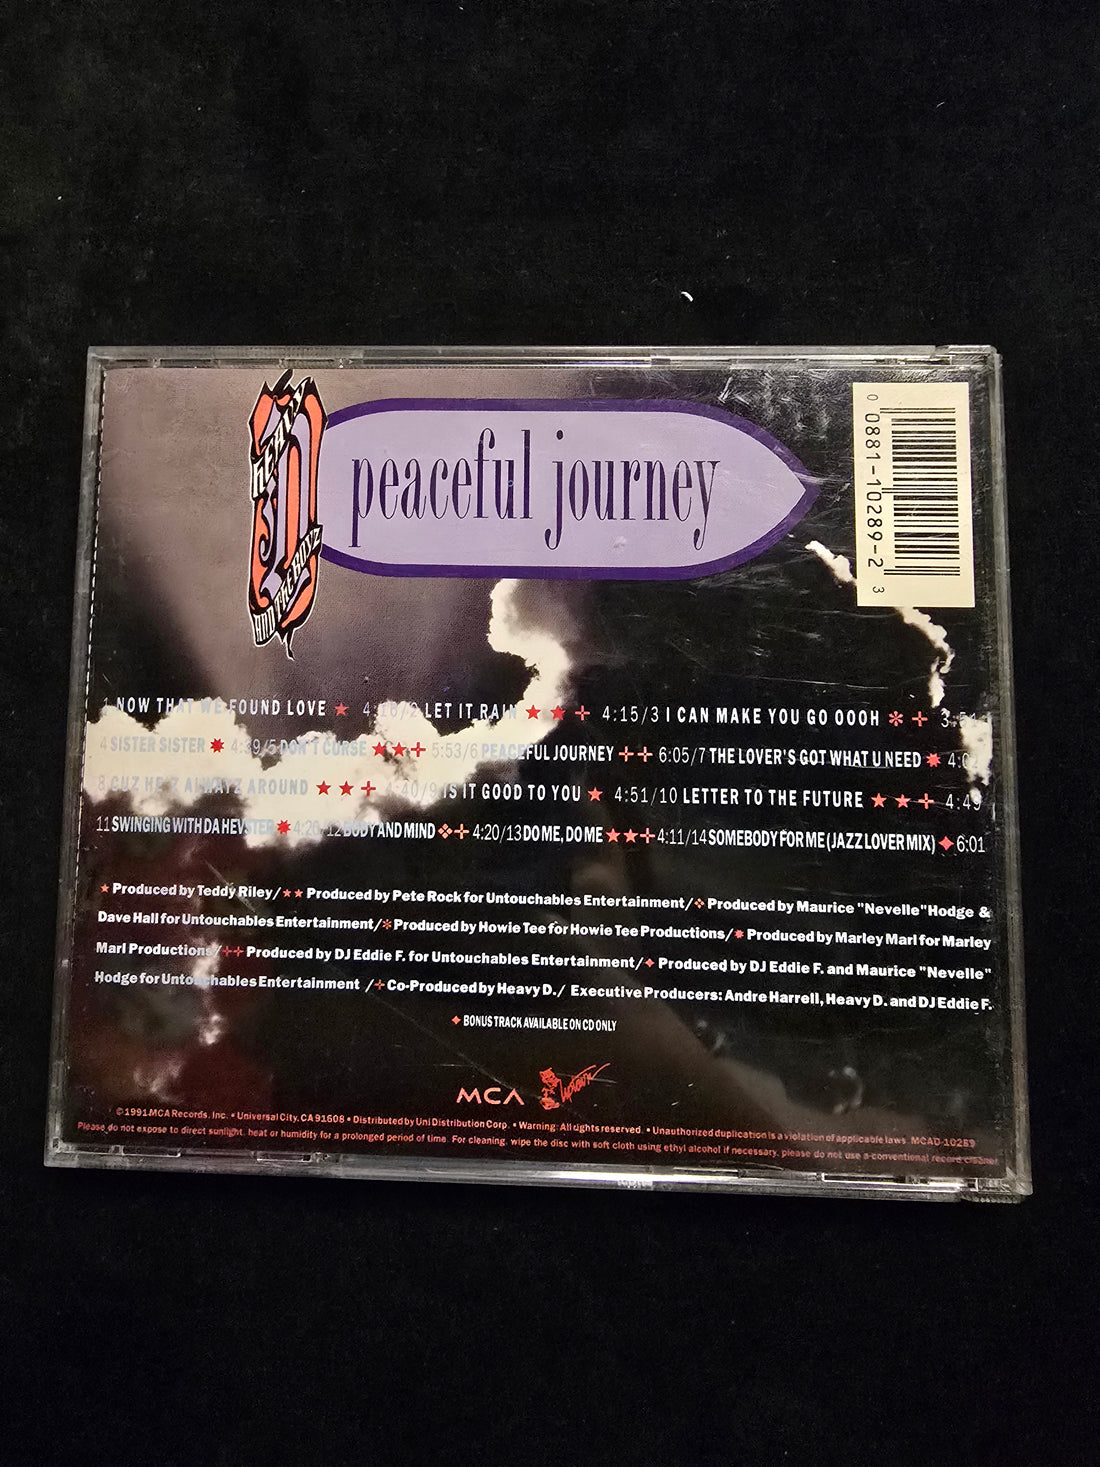 HEAVY D
AND THE BOYZ
peaceful journey
0 0881-10289-2 3
1 NOW THAT WE FOUND LOVE ★ 4:18/2 LET IT RAIN ★★✢ 4:15/3 I CAN MAKE YOU GO OOOH ✻ ✢ 3:54
4 SISTER SISTER ✸ 4:39/5 DON'T CURSE ★★✢ 5:53/6 PEACEFUL JOURNEY ✢✢ 6:05/7 THE LOVER'S GOT WHAT U NEED ✸ 4:02
8 CUZ HE'Z ALWAYZ AROUND ★★✢ 4:40/9 IS IT GOOD TO YOU ★ 4:51/10 LETTER TO THE FUTURE ★★✢ 4:49
11 SWINGING WITH DA HEVSTER ✸ 4:20/12 BODY AND MIND ❖✢ 4:20/13 DO ME, DO ME ★★✢ 4:11/14 SOMEBODY FOR ME (JAZZ LOVER MIX) ✦ 6:01
★ Produced by Teddy Riley/★★ Produced by Pete Rock for Untouchables Entertainment/❖ Produced by Maurice "Nevelle"Hodge &
Dave Hall for Untouchables Entertainment/✻Produced by Howie Tee for Howie Tee Productions/✸ Produced by Marley Marl for Marley
Marl Productions/✢✢ Produced by DJ Eddie F. for Untouchables Entertainment/✦ Produced by DJ Eddie F. and Maurice "Nevelle"
Hodge for Untouchables Entertainment /✢Co-Produced by Heavy D./ Executive Producers: Andre Harrell, Heavy D. and DJ Eddie F.
✦ BONUS TRACK AVAILABLE ON CD ONLY
MCA Uptown
©1991 MCA Records, Inc. • Universal City, CA 91608 • Distributed by Uni Distribution Corp. • Warning: All rights reserved. • Unauthorized duplication is a violation of applicable laws. MCAD-10289
Please do not expose to direct sunlight, heat or humidity for a prolonged period of time. For cleaning, wipe the disc with soft cloth using ethyl alcohol if necessary, please do not use a conventional record cleaner